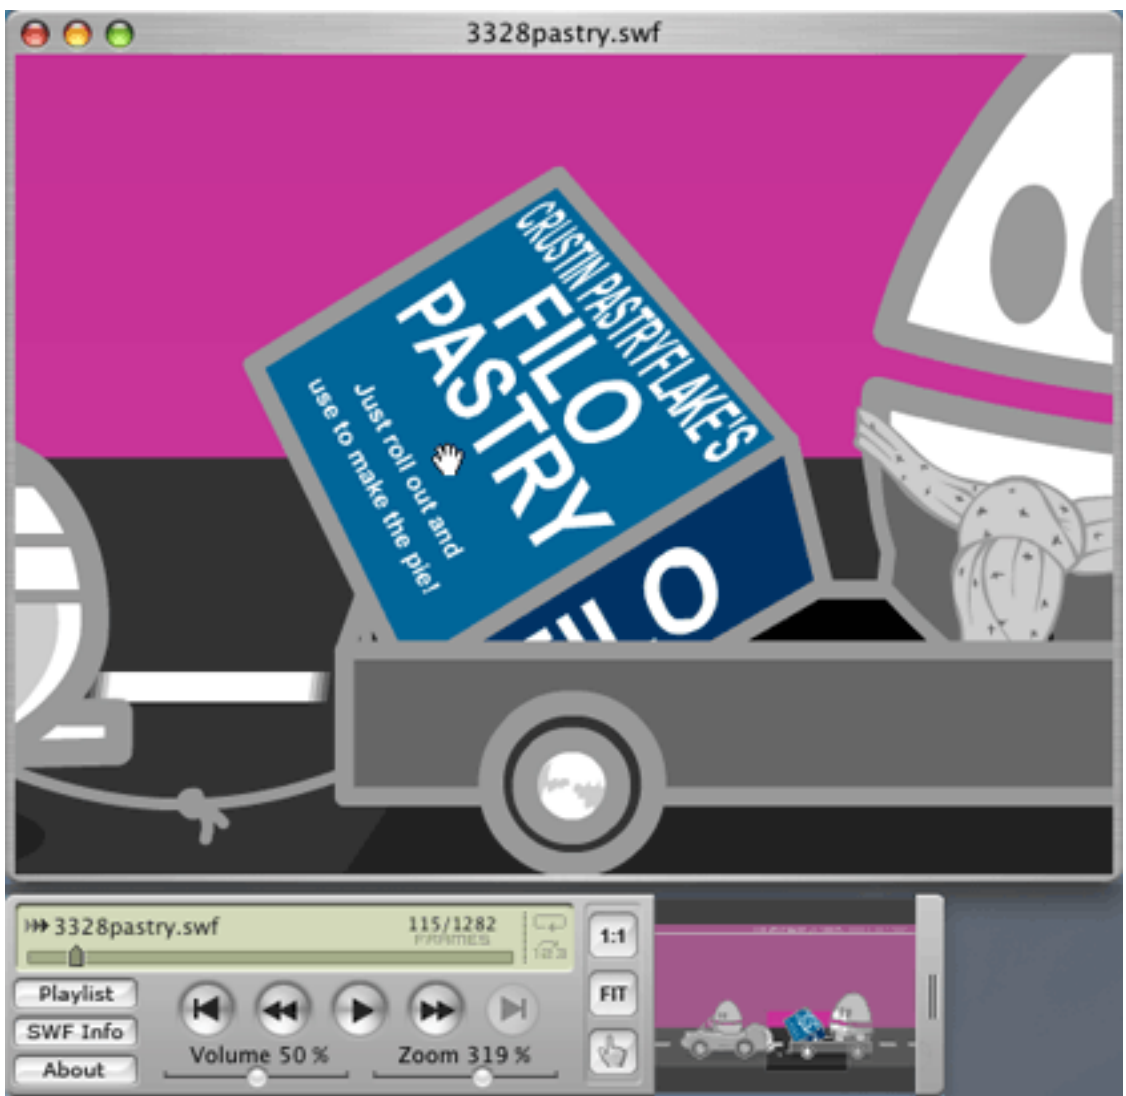 3328pastry.swf
CRUSTIN PASTRYFLAKE'S
FILO
PASTRY
Just roll out and
use to make the pie!
3328pastry.swf
115/1282
FRAMES
123
1:1
Playlist
FIT
SWF Info
About
Volume 50 %
Zoom 319 %